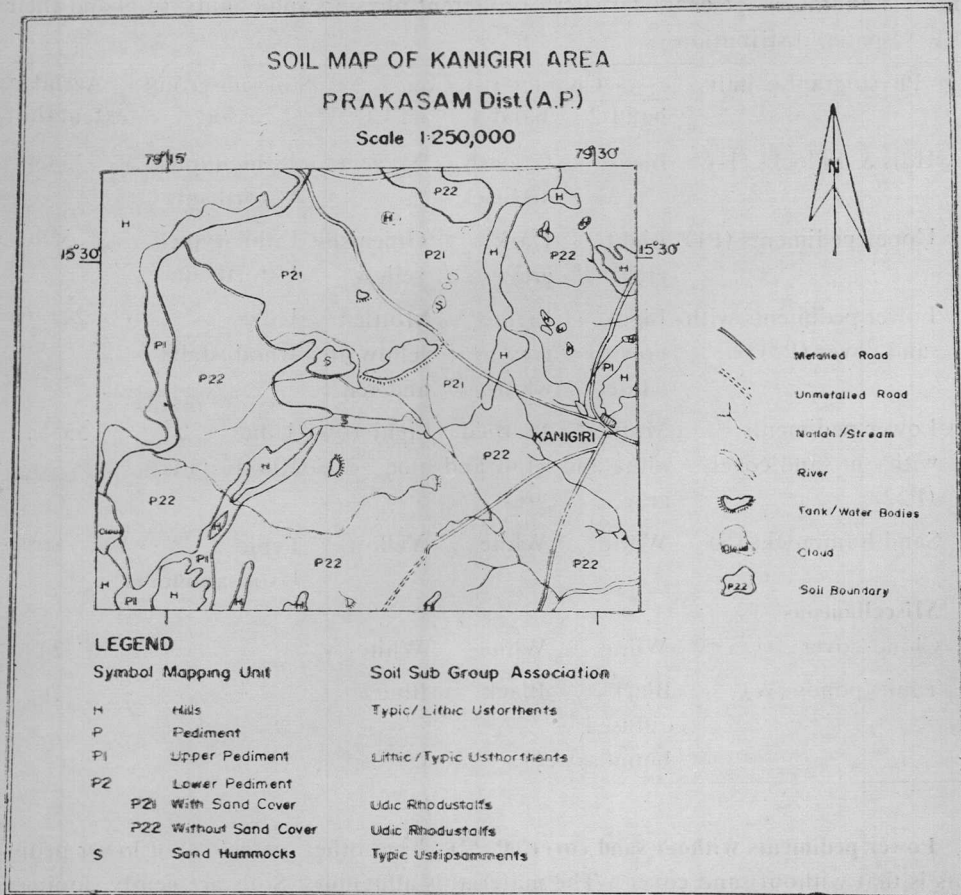 SOIL MAP OF KANIGIRI AREA
PRAKASAM Dist (A.P.)
Scale 1:250,000
79°15' 79°30'
N
15°30' 15°30'
H P22 H
H P21 P21 H P22 H
S
P1 P22 S P21 H P1 H
S KANIGIRI
H P22
P22
Cloud H
P1 P22 P22
H P1 H H H H
Metalled Road
Unmetalled Road
Nallah/Stream
River
Tank/Water Bodies
Cloud Cloud
P22 Soil Boundary
LEGEND
Symbol Mapping Unit Soil Sub Group Association
H Hills Typic/Lithic Ustorthents
P Pediment
P1 Upper Pediment Lithic/Typic Usthorthents
P2 Lower Pediment
P21 With Sand Cover Udic Rhodustalfs
P22 Without Sand Cover Udic Rhodustalfs
S Sand Hummocks Typic Ustipsamments